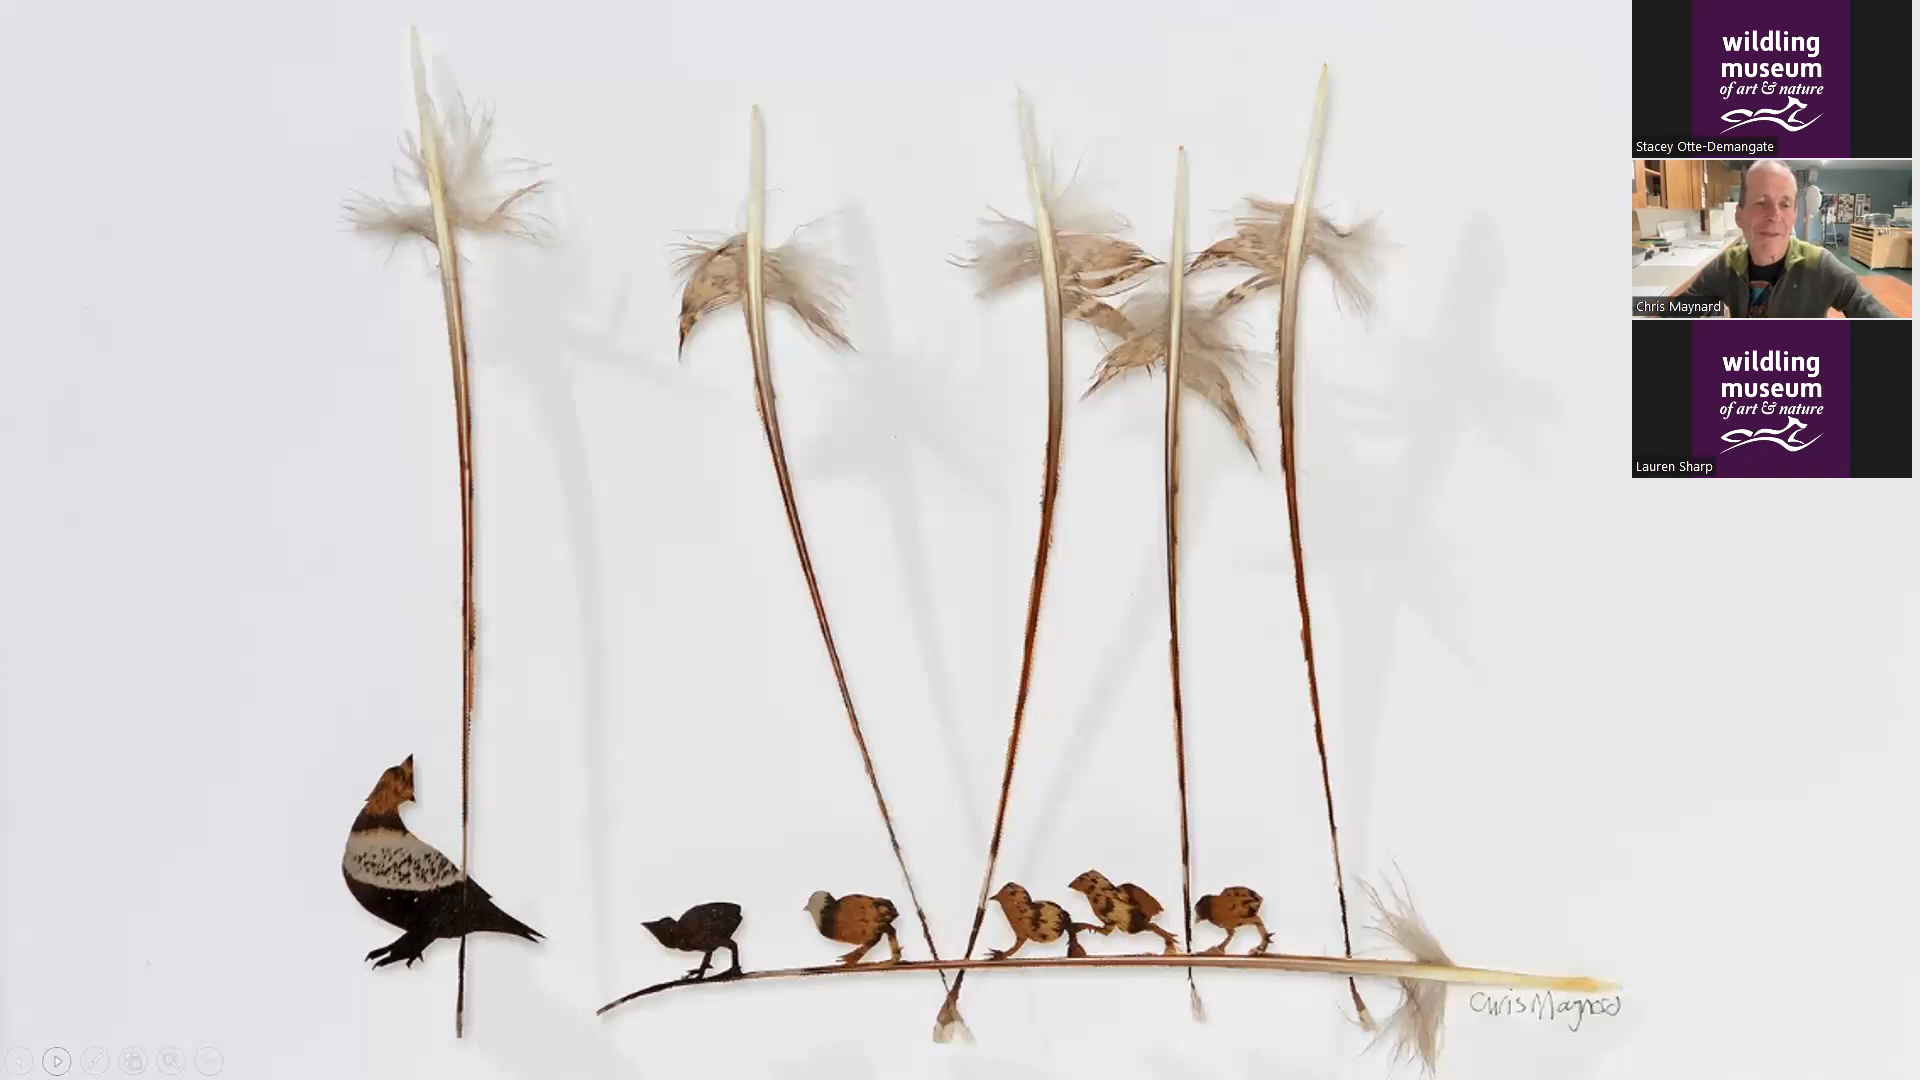 wildling
museum
of art & nature
Stacey Otte-Demangate
Chris Maynard
wildling
museum
of art & nature
Lauren Sharp
Chris Maynard